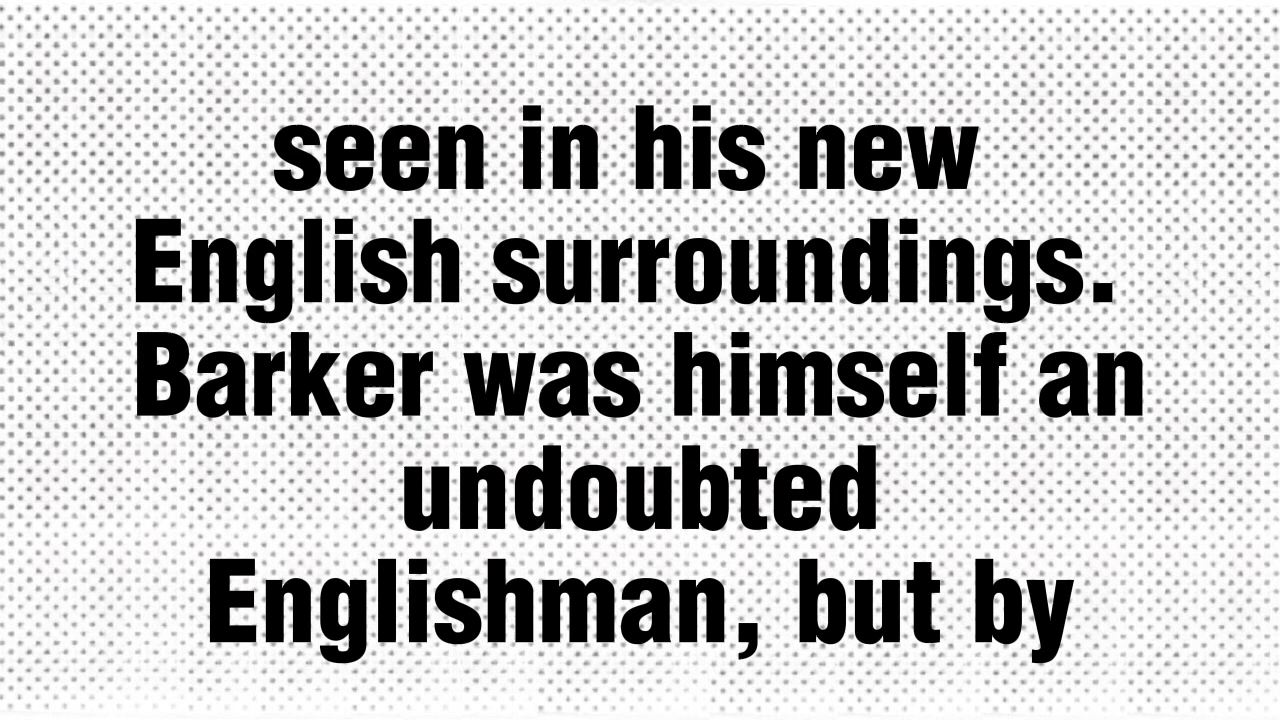 seen in his new
English surroundings.
Barker was himself an
undoubted
Englishman, but by